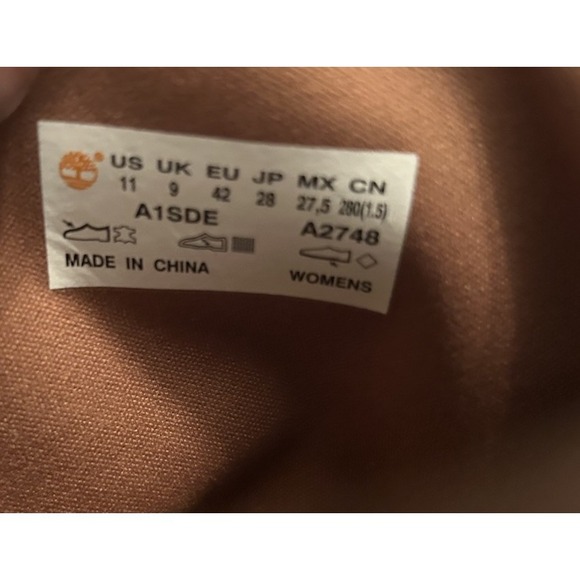 US UK EU JP MX CN
11 9 42 28 27,5 280(1.5)
A1SDE A2748
MADE IN CHINA WOMENS